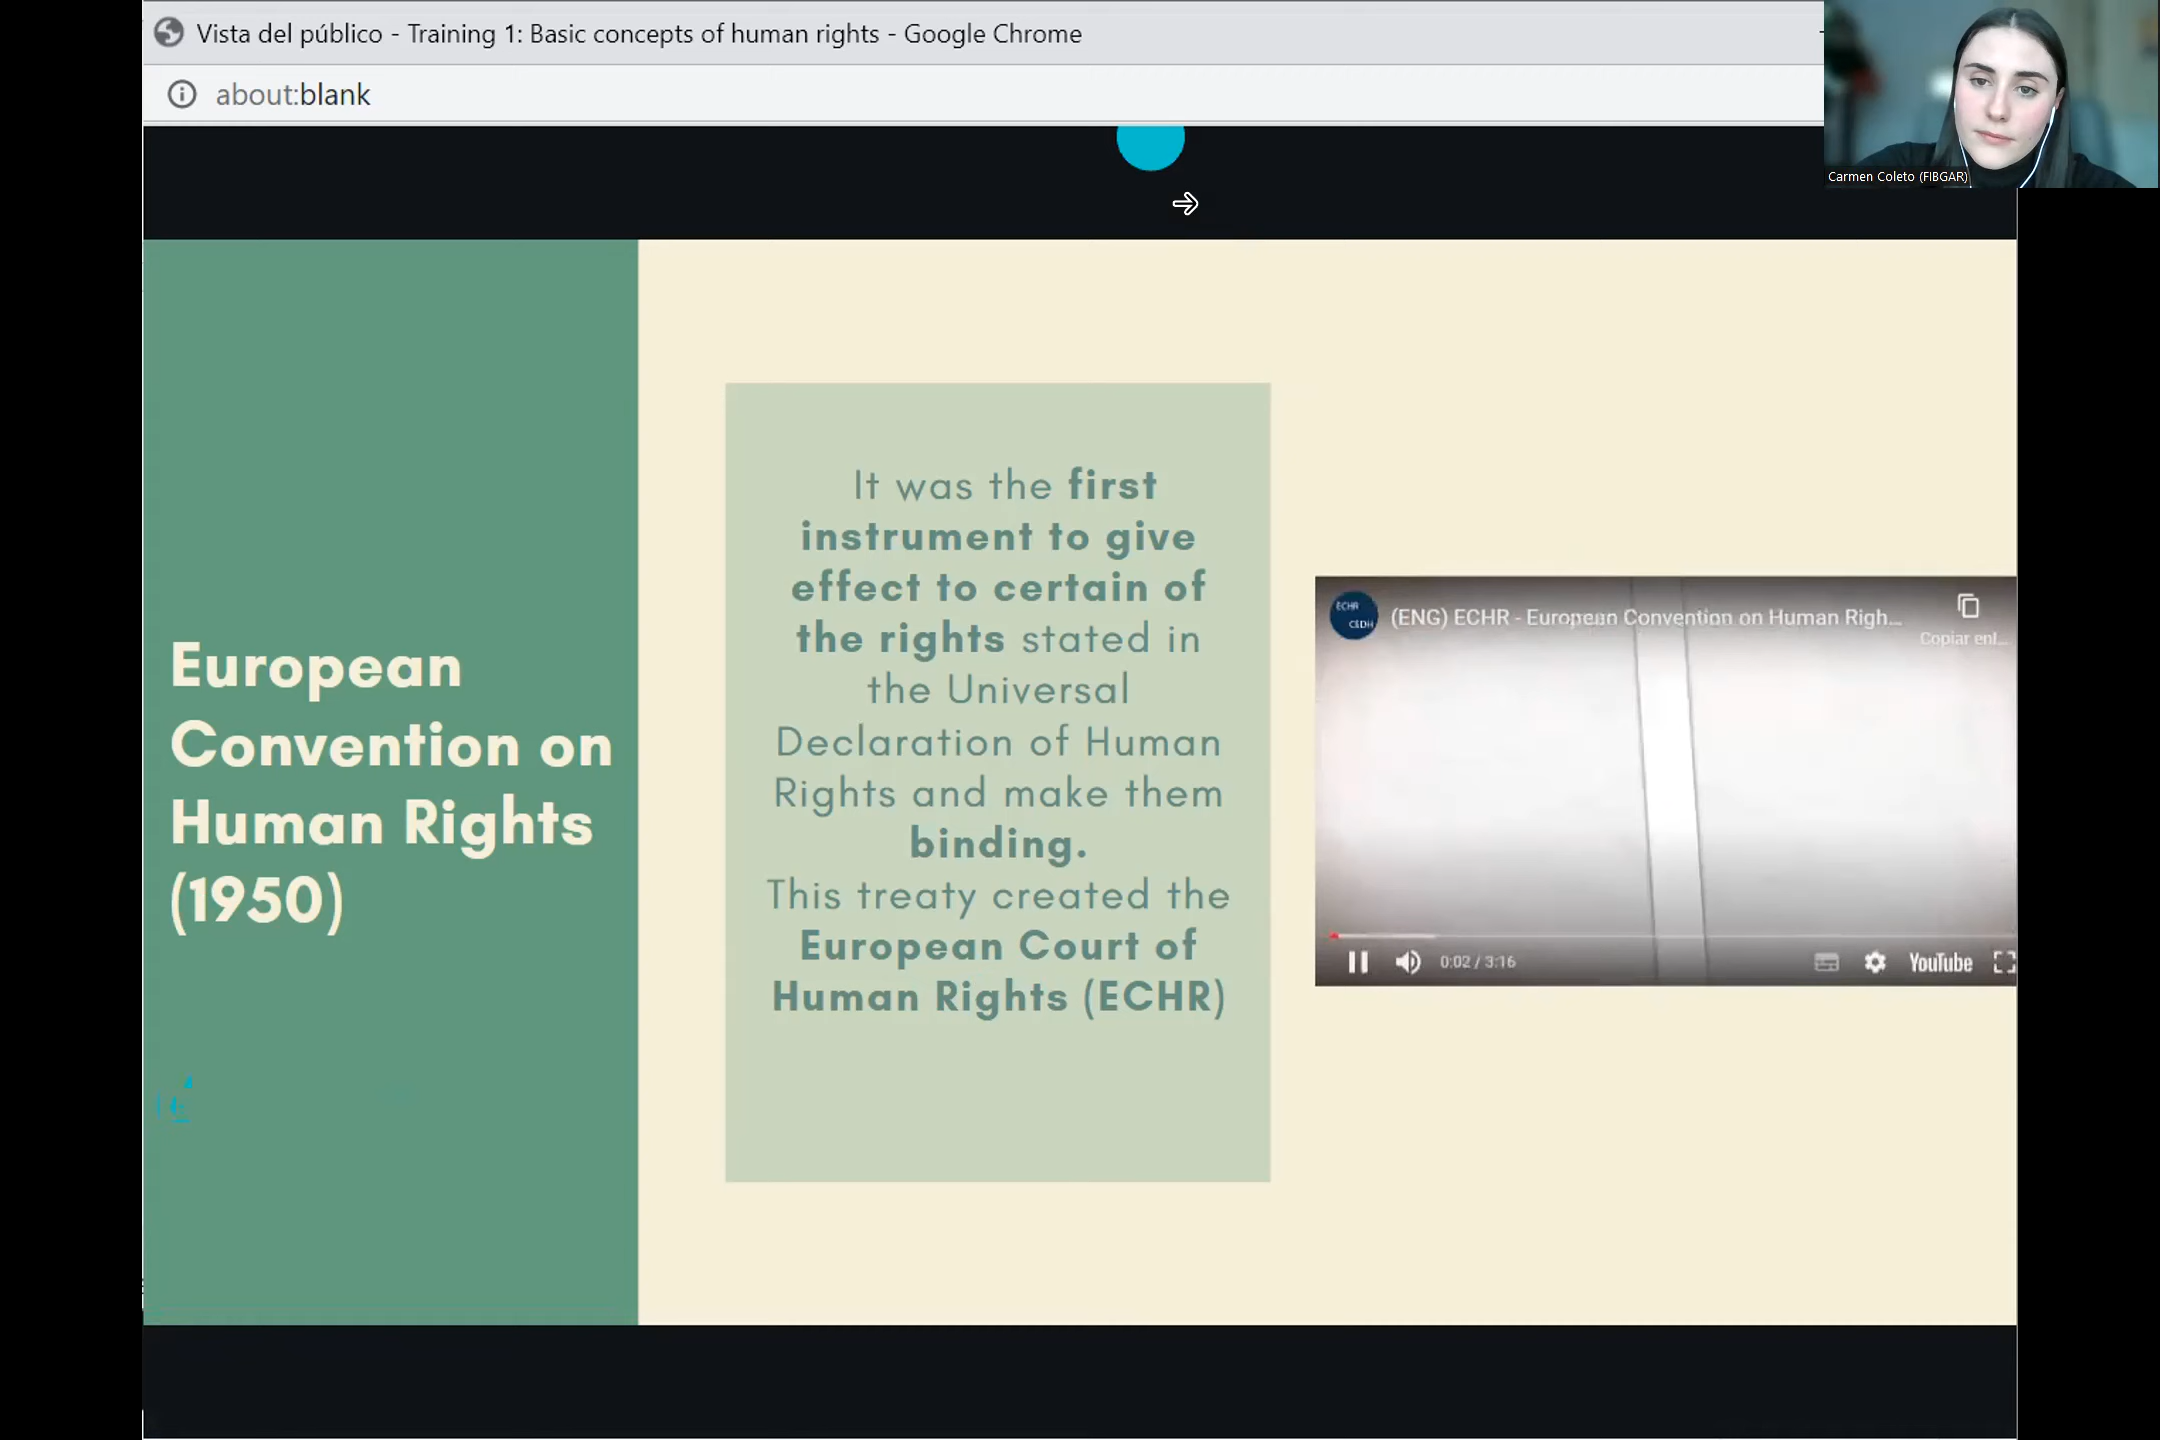 Vista del público - Training 1: Basic concepts of human rights - Google Chrome
about:blank
Carmen Coleto (FIBGAR)
European
Convention on
Human Rights
(1950)
It was the first
instrument to give
effect to certain of
the rights stated in
the Universal
Declaration of Human
Rights and make them
binding.
This treaty created the
European Court of
Human Rights (ECHR)
ECHR
CEDH
(ENG) ECHR - European Convention on Human Righ...
Copiar enl...
0:02 / 3:16
YouTube